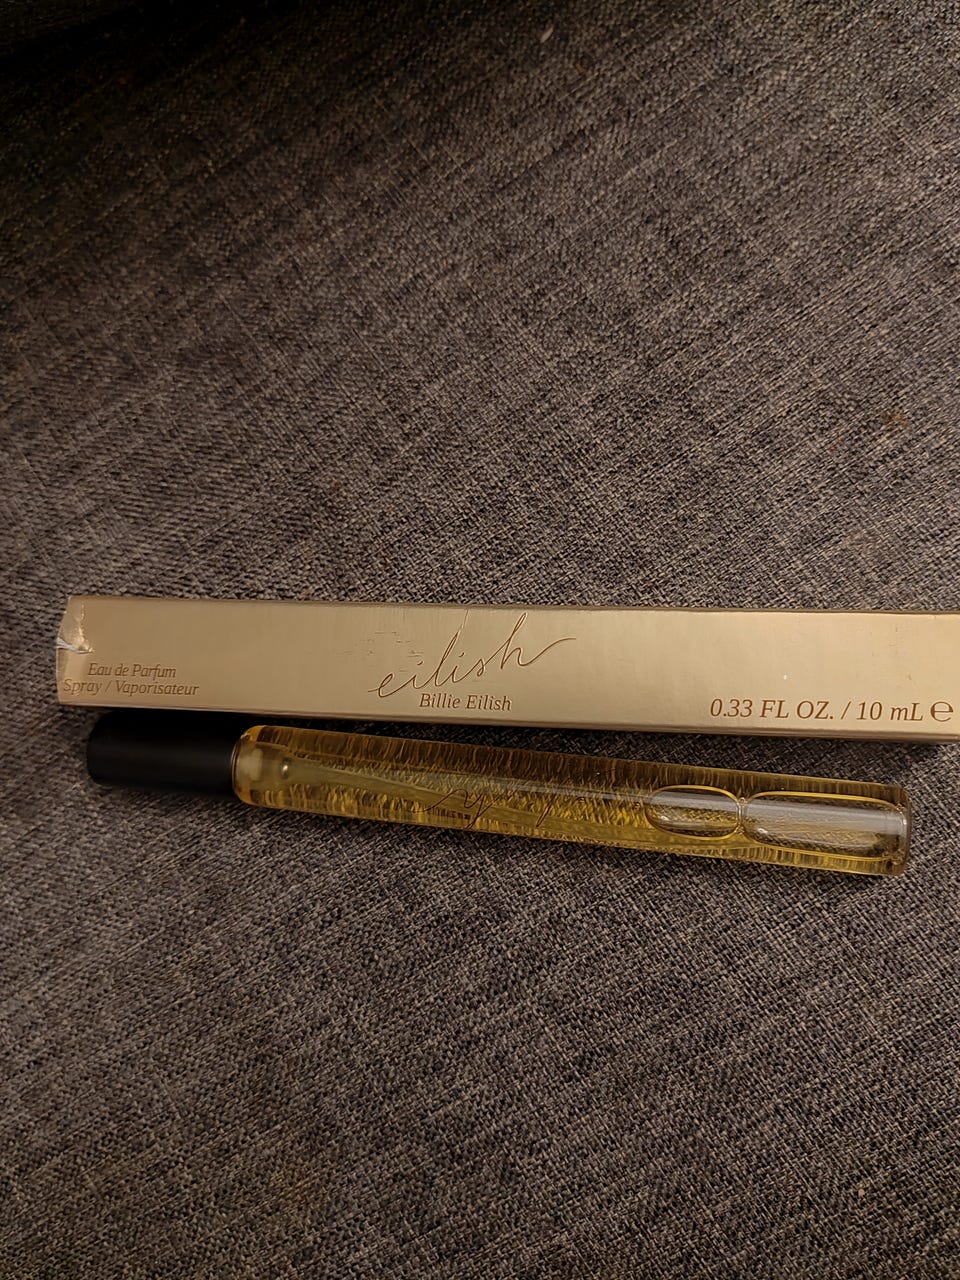 eilish
Billie Eilish
Eau de Parfum
Spray / Vaporisateur
0.33 FL OZ. / 10 mL ℮